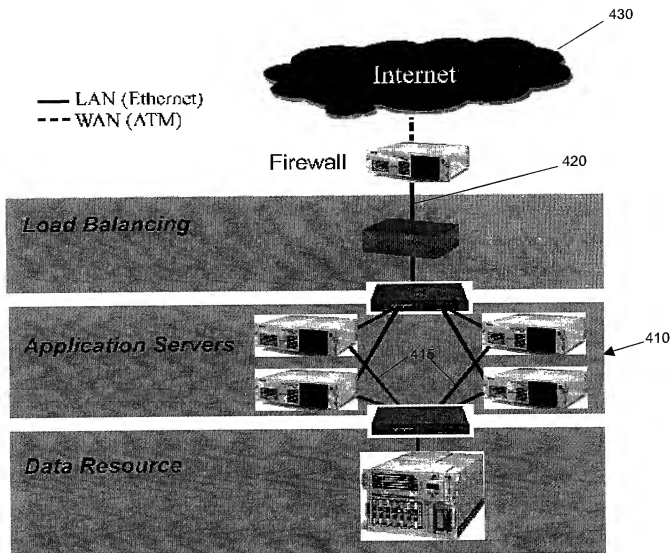 430
Internet
LAN (Ethernet)
WAN (ATM)
Firewall
420
Load Balancing
Application Servers
415
410
Data Resource